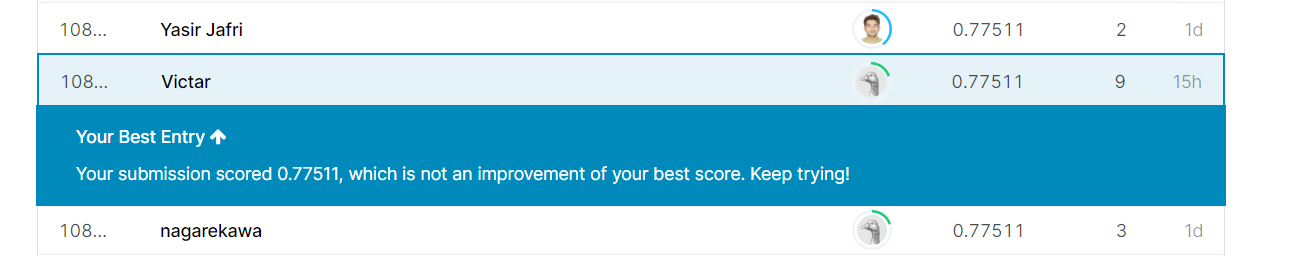 108... Yasir Jafri 0.77511 2 1d
108... Victar 0.77511 9 15h
Your Best Entry ↑
Your submission scored 0.77511, which is not an improvement of your best score. Keep trying!
108... nagarekawa 0.77511 3 1d